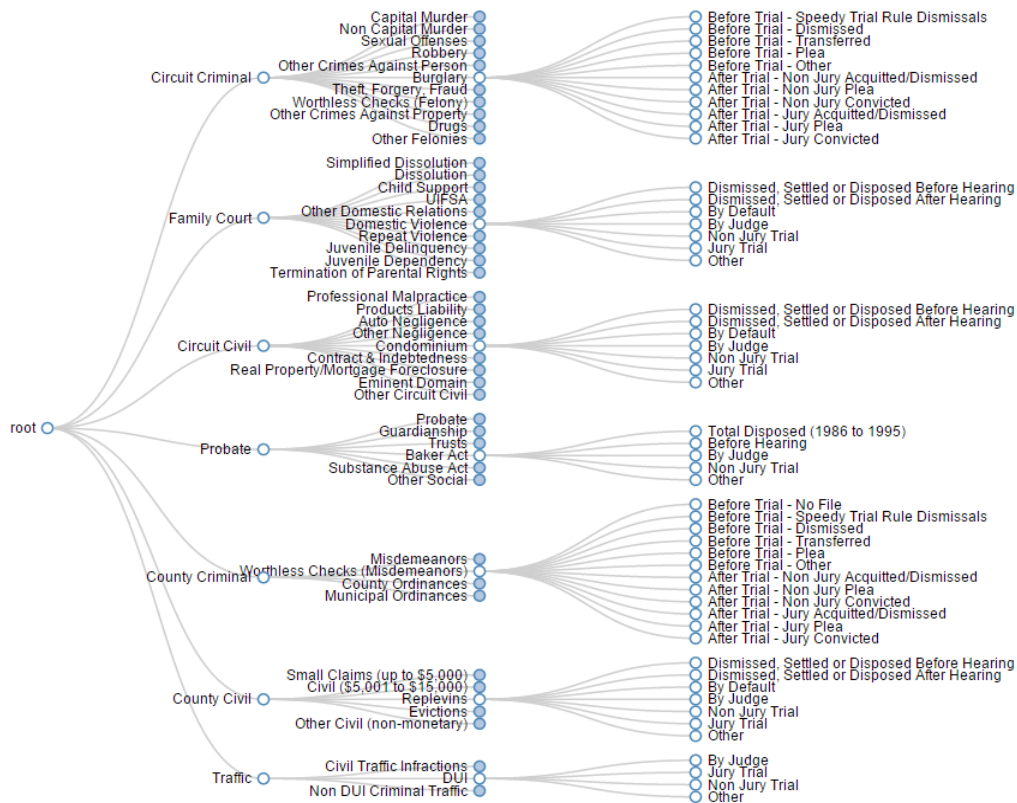 root
Circuit Criminal
Capital Murder
Non Capital Murder
Sexual Offenses
Robbery
Other Crimes Against Person
Burglary
Theft, Forgery, Fraud
Worthless Checks (Felony)
Other Crimes Against Property
Drugs
Other Felonies
Before Trial - Speedy Trial Rule Dismissals
Before Trial - Dismissed
Before Trial - Transferred
Before Trial - Plea
Before Trial - Other
After Trial - Non Jury Acquitted/Dismissed
After Trial - Non Jury Plea
After Trial - Non Jury Convicted
After Trial - Jury Acquitted/Dismissed
After Trial - Jury Plea
After Trial - Jury Convicted
Family Court
Simplified Dissolution
Dissolution
Child Support
UIFSA
Other Domestic Relations
Domestic Violence
Repeat Violence
Juvenile Delinquency
Juvenile Dependency
Termination of Parental Rights
Dismissed, Settled or Disposed Before Hearing
Dismissed, Settled or Disposed After Hearing
By Default
By Judge
Non Jury Trial
Jury Trial
Other
Circuit Civil
Professional Malpractice
Products Liability
Auto Negligence
Other Negligence
Condominium
Contract & Indebtedness
Real Property/Mortgage Foreclosure
Eminent Domain
Other Circuit Civil
Dismissed, Settled or Disposed Before Hearing
Dismissed, Settled or Disposed After Hearing
By Default
By Judge
Non Jury Trial
Jury Trial
Other
Probate
Probate
Guardianship
Trusts
Baker Act
Substance Abuse Act
Other Social
Total Disposed (1986 to 1995)
Before Hearing
By Judge
Non Jury Trial
Other
County Criminal
Misdemeanors
Worthless Checks (Misdemeanors)
County Ordinances
Municipal Ordinances
Before Trial - No File
Before Trial - Speedy Trial Rule Dismissals
Before Trial - Dismissed
Before Trial - Transferred
Before Trial - Plea
Before Trial - Other
After Trial - Non Jury Acquitted/Dismissed
After Trial - Non Jury Plea
After Trial - Non Jury Convicted
After Trial - Jury Acquitted/Dismissed
After Trial - Jury Plea
After Trial - Jury Convicted
County Civil
Small Claims (up to $5,000)
Civil ($5,001 to $15,000)
Replevins
Evictions
Other Civil (non-monetary)
Dismissed, Settled or Disposed Before Hearing
Dismissed, Settled or Disposed After Hearing
By Default
By Judge
Non Jury Trial
Jury Trial
Other
Traffic
Civil Traffic Infractions
DUI
Non DUI Criminal Traffic
By Judge
Jury Trial
Non Jury Trial
Other